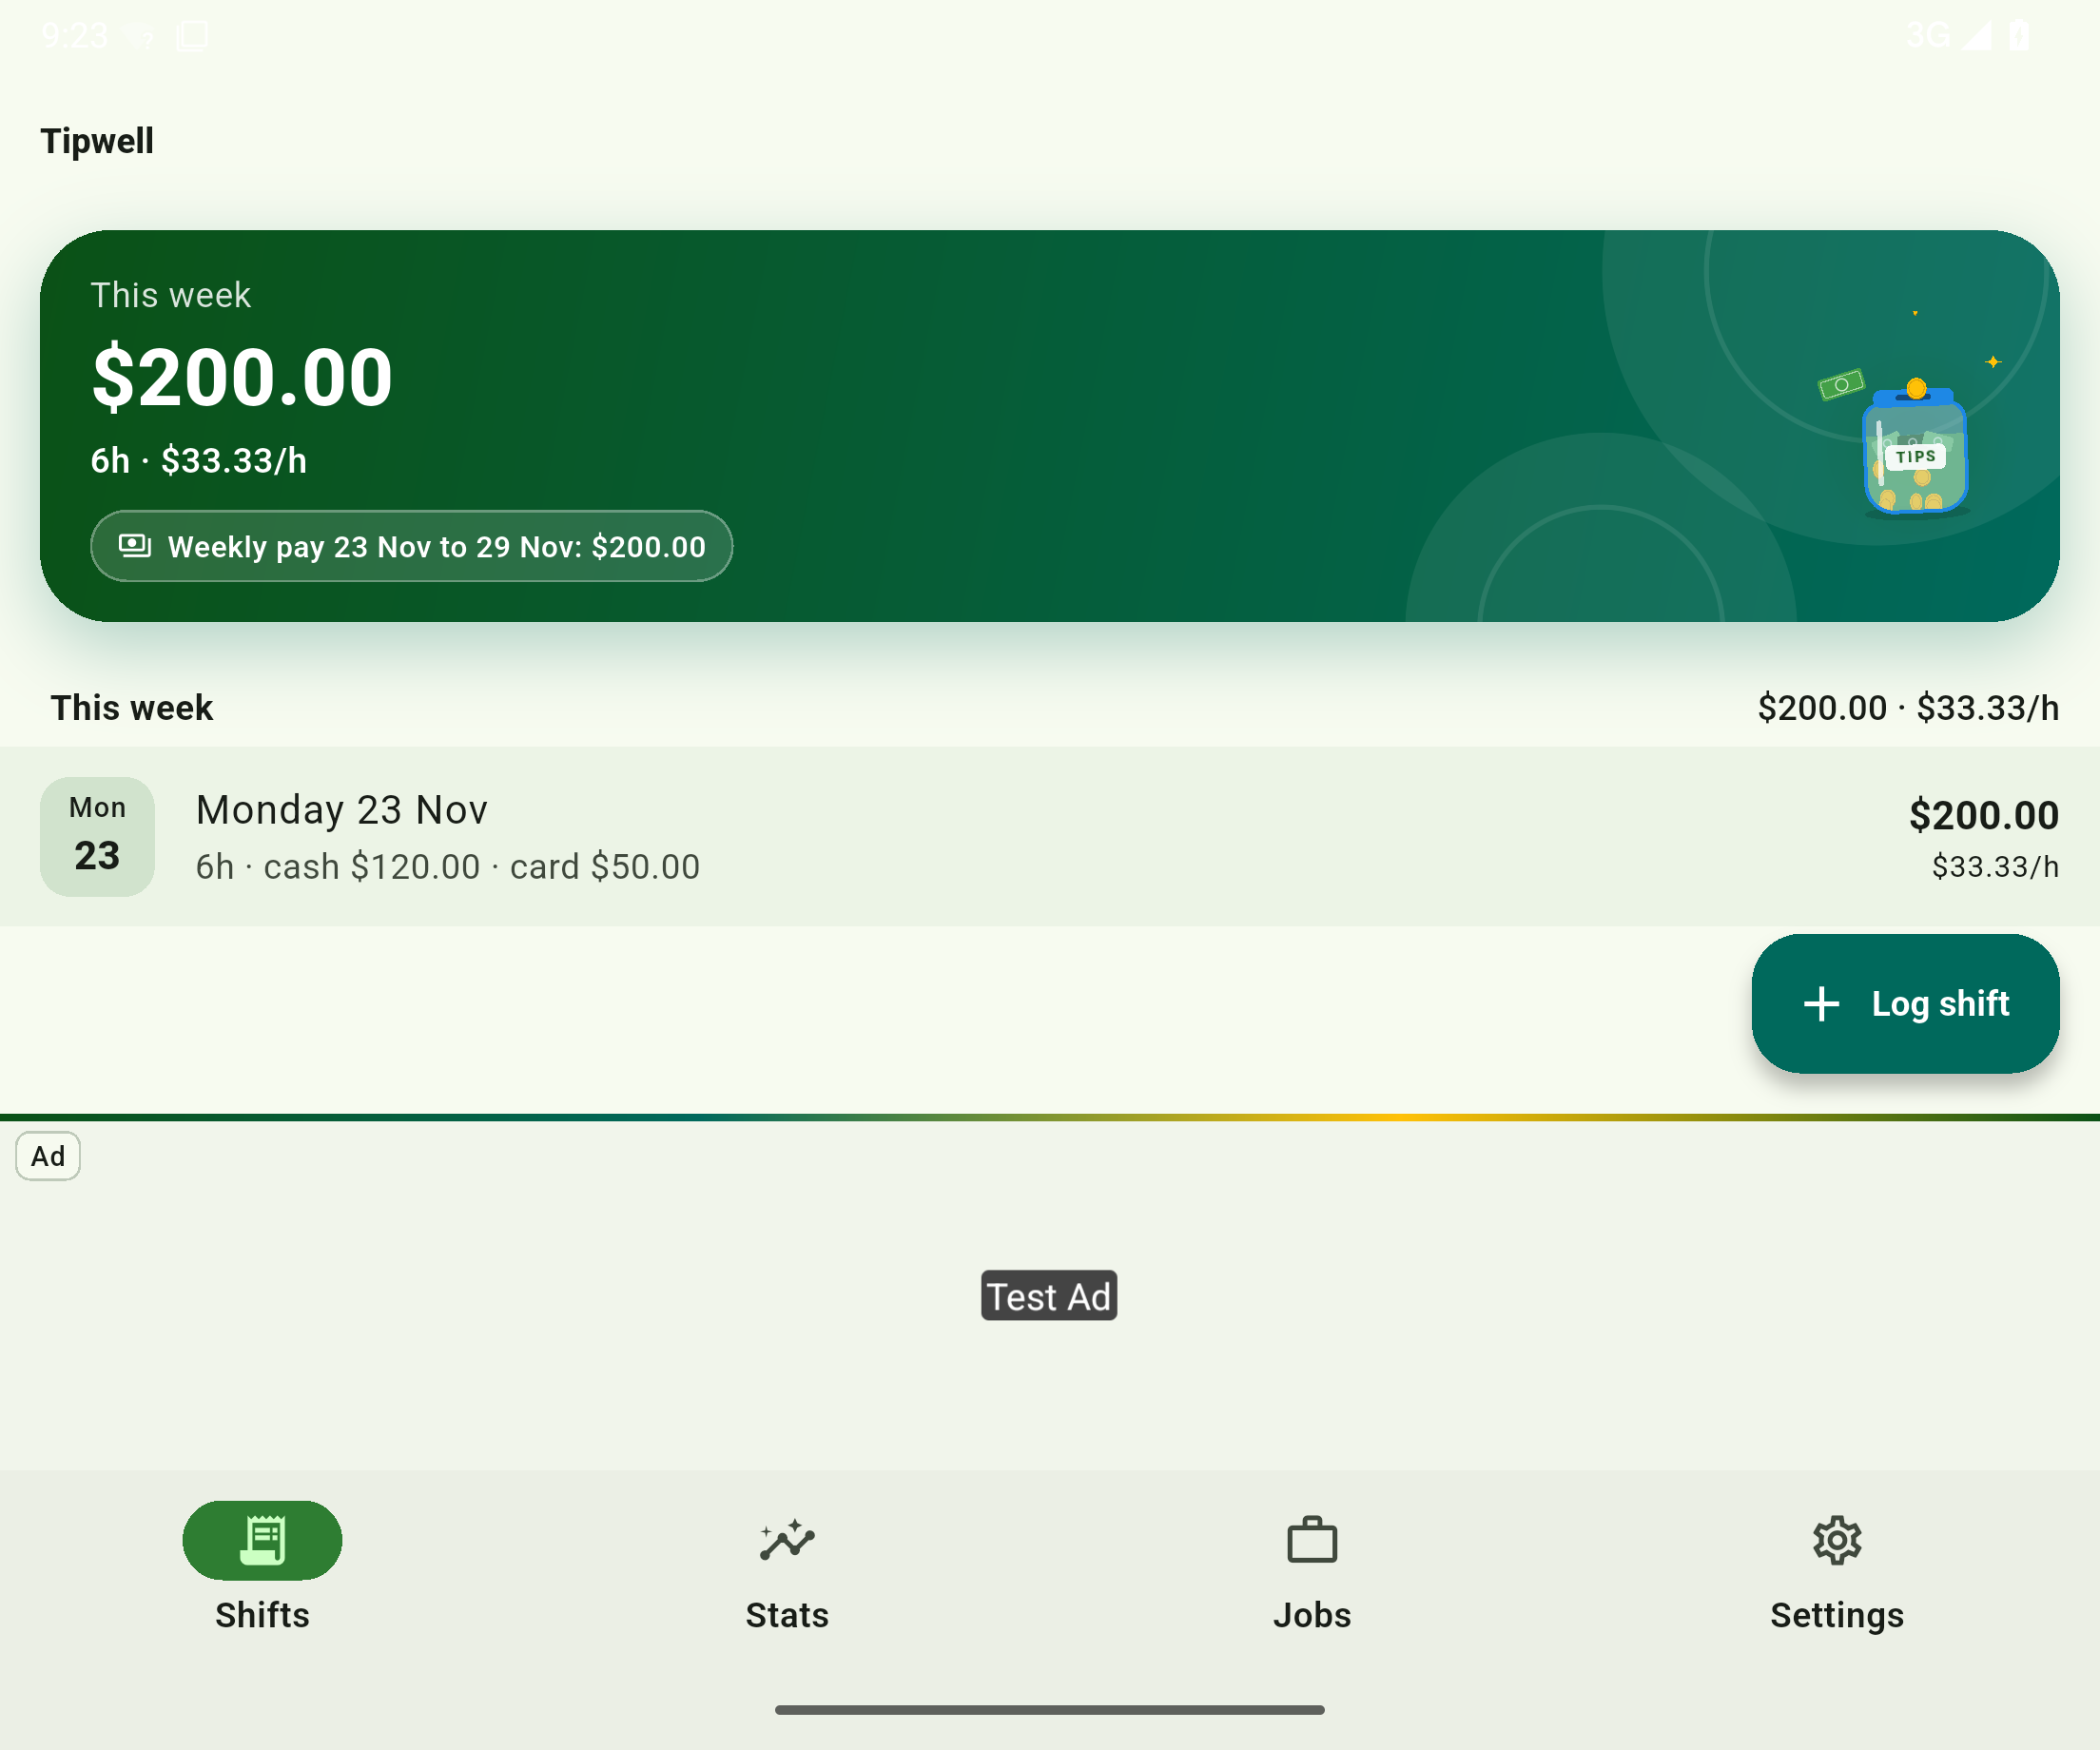 9:23
3G
Tipwell
This week
$200.00
6h · $33.33/h
Weekly pay 23 Nov to 29 Nov: $200.00
TIPS
This week
$200.00 · $33.33/h
Mon
23
Monday 23 Nov
6h · cash $120.00 · card $50.00
$200.00
$33.33/h
Log shift
Ad
Test Ad
Shifts
Stats
Jobs
Settings